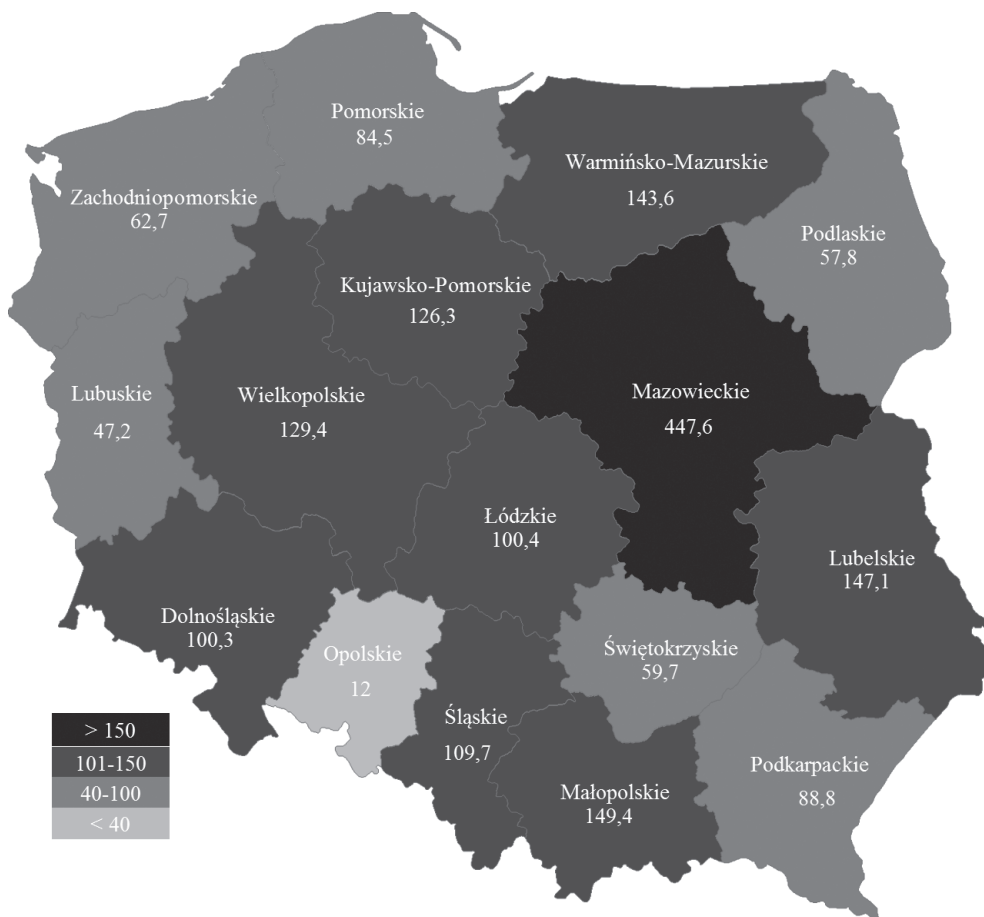 Pomorskie
84,5
Warmińsko-Mazurskie
143,6
Zachodniopomorskie
62,7
Podlaskie
57,8
Kujawsko-Pomorskie
126,3
Lubuskie
47,2
Wielkopolskie
129,4
Mazowieckie
447,6
Łódzkie
100,4
Lubelskie
147,1
Dolnośląskie
100,3
Opolskie
12
Świętokrzyskie
59,7
Śląskie
109,7
Małopolskie
149,4
Podkarpackie
88,8
> 150
101-150
40-100
< 40